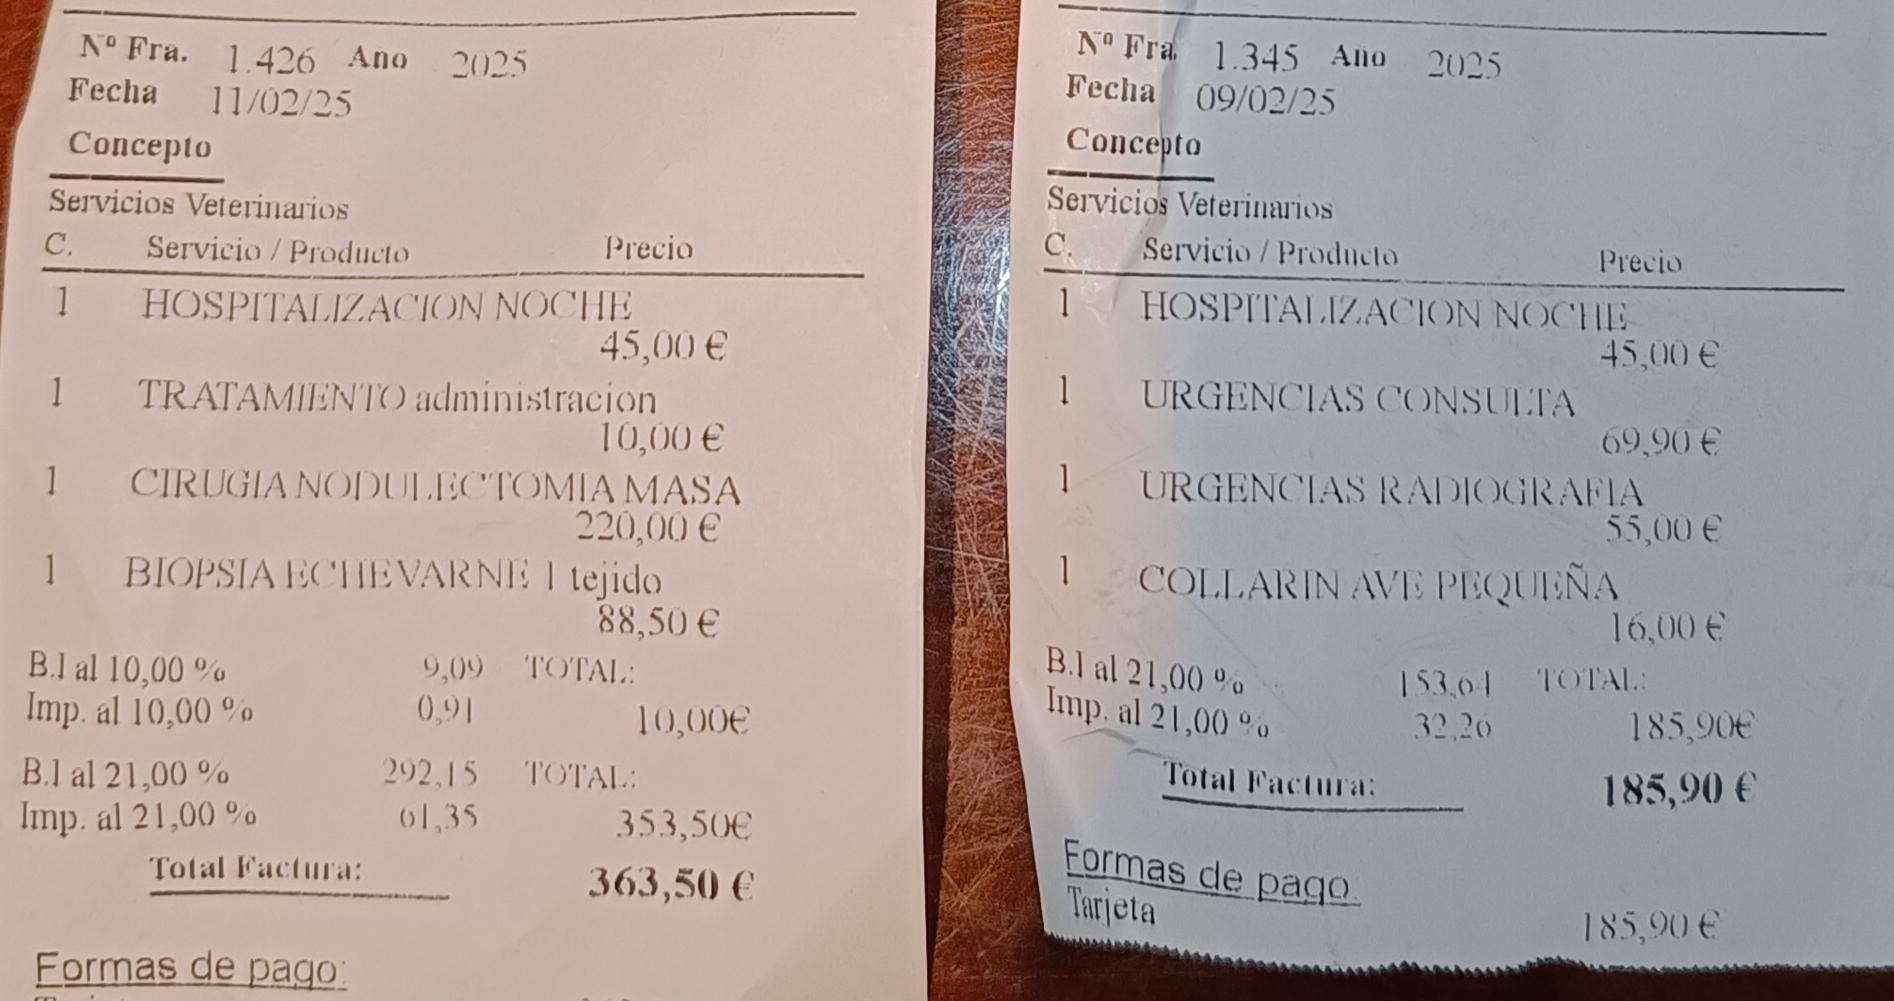 Nº Fra. 1.426 Año 2025
Fecha 11/02/25
Concepto
Servicios Veterinarios
C. Servicio / Producto Precio
1 HOSPITALIZACION NOCHE
45,00 €
1 TRATAMIENTO administracion
10,00 €
1 CIRUGIA NODULECTOMIA MASA
220,00 €
1 BIOPSIA ECHEVARNE 1 tejido
88,50 €
B.I al 10,00 % 9,09 TOTAL:
Imp. al 10,00 % 0,91 10,00€
B.I al 21,00 % 292,15 TOTAL:
Imp. al 21,00 % 61,35 353,50€
Total Factura: 363,50 €
Formas de pago:
Nº Fra 1.345 Año 2025
Fecha 09/02/25
Concepto
Servicios Veterinarios
C. Servicio / Producto Precio
1 HOSPITALIZACION NOCHE
45,00 €
1 URGENCIAS CONSULTA
69,90 €
1 URGENCIAS RADIOGRAFIA
55,00 €
1 COLLARIN AVE PEQUEÑA
16,00 €
B.I al 21,00 % 153,64 TOTAL:
Imp. al 21,00 % 32,26 185,90€
Total Factura: 185,90 €
Formas de pago:
Tarjeta 185,90 €